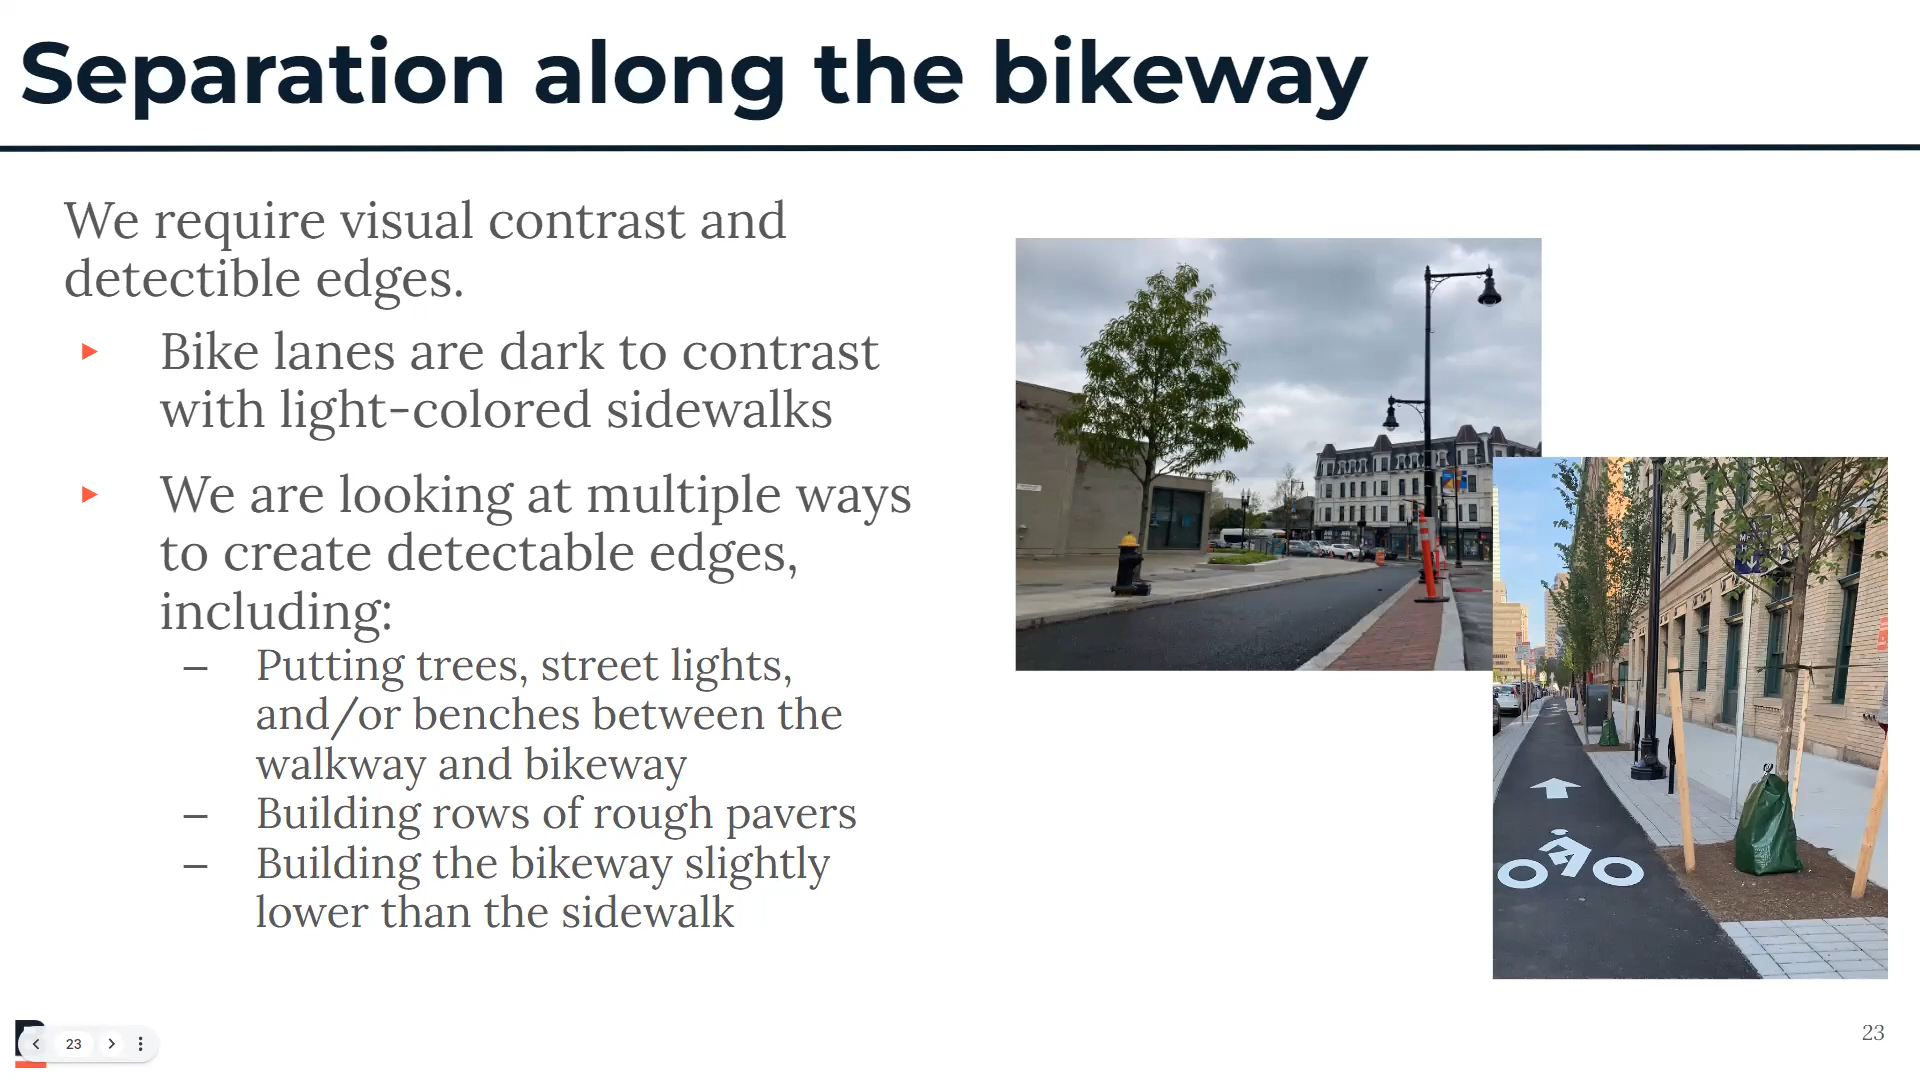 Separation along the bikeway
We require visual contrast and
detectible edges.
Bike lanes are dark to contrast
with light-colored sidewalks
We are looking at multiple ways
to create detectable edges,
including:
– Putting trees, street lights,
and/or benches between the
walkway and bikeway
– Building rows of rough pavers
– Building the bikeway slightly
lower than the sidewalk
23
23